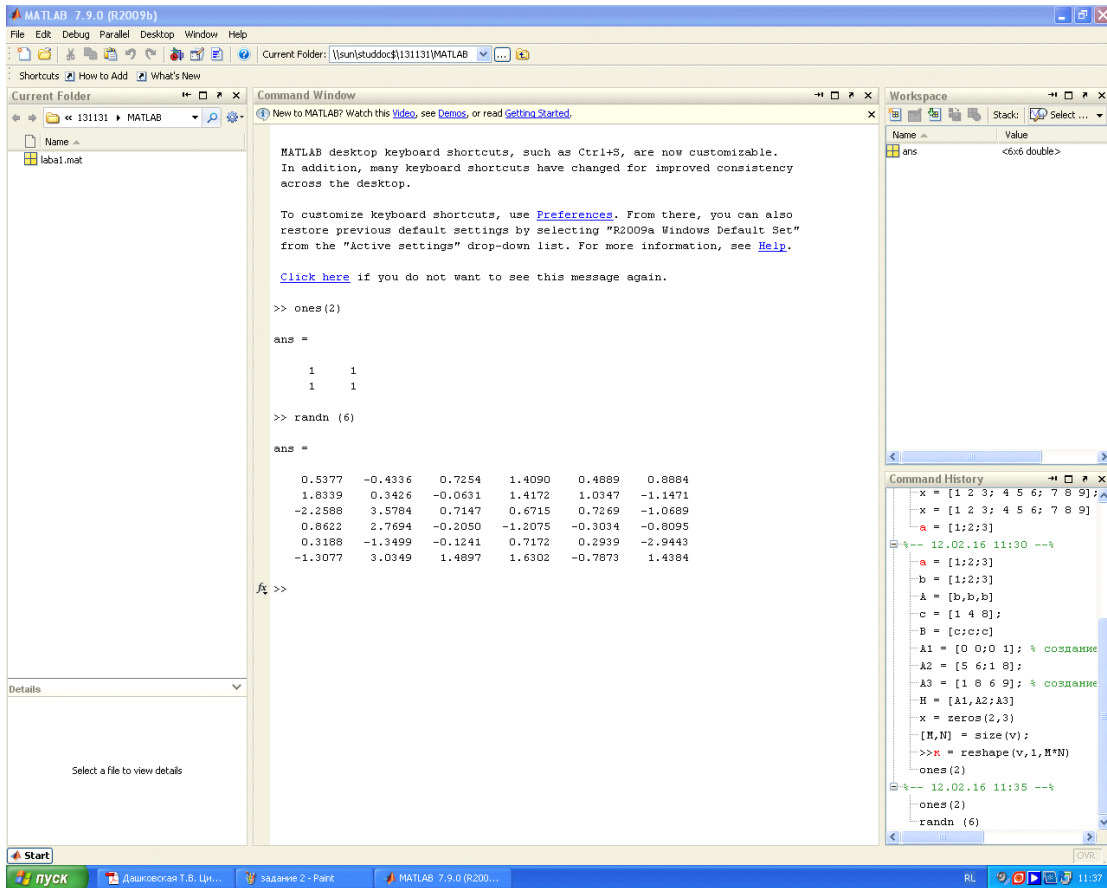 MATLAB 7.9.0 (R2009b)
File Edit Debug Parallel Desktop Window Help
Current Folder: \\sun\studdoc$\131131\MATLAB
Shortcuts How to Add What's New
Current Folder
« 131131 ▸ MATLAB
Name
laba1.mat
Details
Select a file to view details
Command Window
New to MATLAB? Watch this Video, see Demos, or read Getting Started.
MATLAB desktop keyboard shortcuts, such as Ctrl+S, are now customizable.
In addition, many keyboard shortcuts have changed for improved consistency
across the desktop.
To customize keyboard shortcuts, use Preferences. From there, you can also
restore previous default settings by selecting "R2009a Windows Default Set"
from the "Active settings" drop-down list. For more information, see Help.
Click here if you do not want to see this message again.
>> ones(2)
ans =
1 1
1 1
>> randn (6)
ans =
0.5377 -0.4336 0.7254 1.4090 0.4889 0.8884
1.8339 0.3426 -0.0631 1.4172 1.0347 -1.1471
-2.2588 3.5784 0.7147 0.6715 0.7269 -1.0689
0.8622 2.7694 -0.2050 -1.2075 -0.3034 -0.8095
0.3188 -1.3499 -0.1241 0.7172 0.2939 -2.9443
-1.3077 3.0349 1.4897 1.6302 -0.7873 1.4384
fx >>
Workspace
Stack: Select ...
Name Value
ans <6x6 double>
Command History
x = [1 2 3; 4 5 6; 7 8 9];
x = [1 2 3; 4 5 6; 7 8 9]
а = [1;2;3]
%-- 12.02.16 11:30 --%
а = [1;2;3]
b = [1;2;3]
A = [b,b,b]
c = [1 4 8];
B = [c;c;c]
A1 = [0 0;0 1]; % создание
A2 = [5 6;1 8];
A3 = [1 8 6 9]; % создание
H = [A1,A2;A3]
x = zeros(2,3)
[M,N] = size(v);
>>к = reshape(v,1,M*N)
ones(2)
%-- 12.02.16 11:35 --%
ones(2)
randn (6)
Start
OVR
пуск
Дашковская Т.В. Ци...
задание 2 - Paint
MATLAB 7.9.0 (R200...
RL
11:37